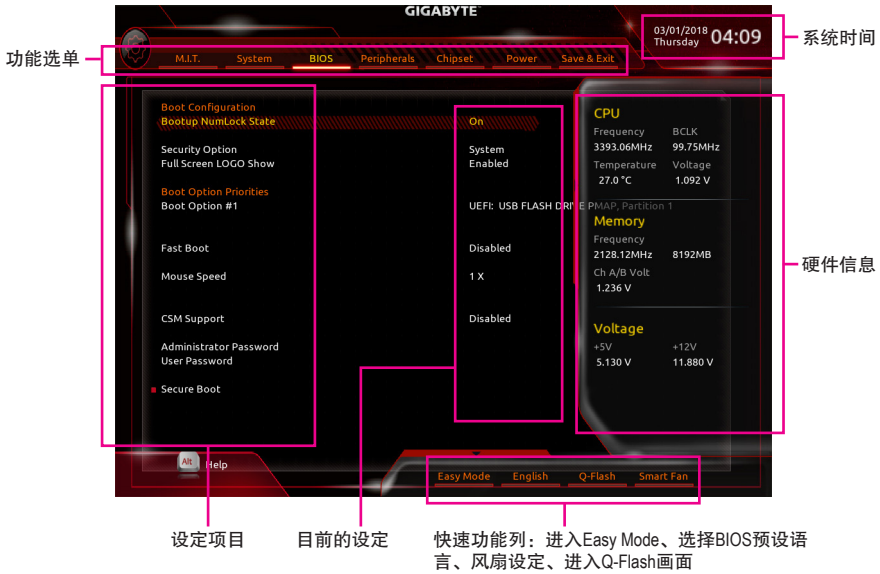 GIGABYTE™
03/01/2018
Thursday 04:09
系统时间
功能选单
M.I.T. System BIOS Peripherals Chipset Power Save & Exit
Boot Configuration
Bootup NumLock State On
Security Option System
Full Screen LOGO Show Enabled
Boot Option Priorities
Boot Option #1 UEFI: USB FLASH DRIVE PMAP, Partition 1
Fast Boot Disabled
Mouse Speed 1 X
CSM Support Disabled
Administrator Password
User Password
Secure Boot
CPU
Frequency BCLK
3393.06MHz 99.75MHz
Temperature Voltage
27.0 °C 1.092 V
Memory
Frequency
2128.12MHz 8192MB
Ch A/B Volt
1.236 V
Voltage
+5V +12V
5.130 V 11.880 V
硬件信息
Alt Help
Easy Mode English Q-Flash Smart Fan
设定项目
目前的设定
快速功能列：进入Easy Mode、选择BIOS预设语
言、风扇设定、进入Q-Flash画面